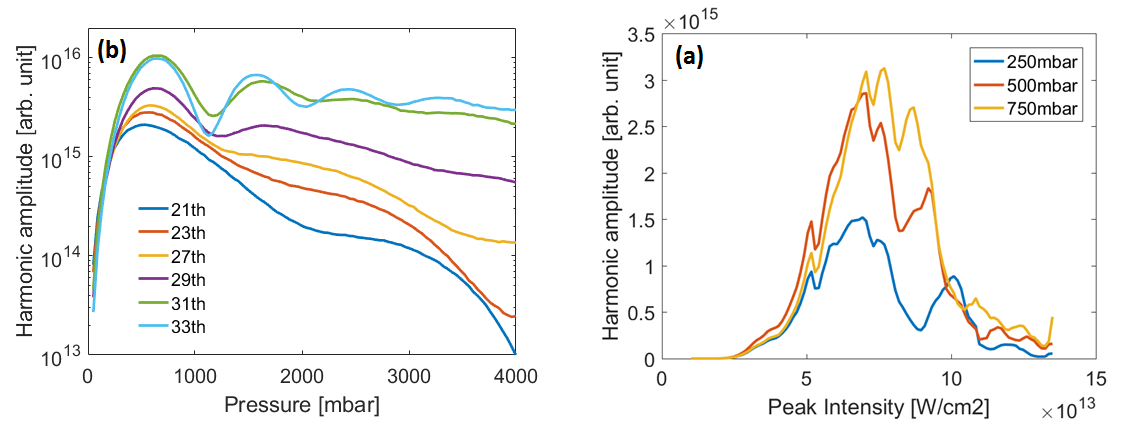 (b)
Harmonic amplitude [arb. unit]
10^16
10^15
10^14
10^13
21th
23th
27th
29th
31th
33th
0
1000
2000
3000
4000
Pressure [mbar]
(a)
×10^15
Harmonic amplitude [arb. unit]
3.5
3
2.5
2
1.5
1
0.5
0
250mbar
500mbar
750mbar
0
5
10
15
Peak Intensity [W/cm2]
×10^13